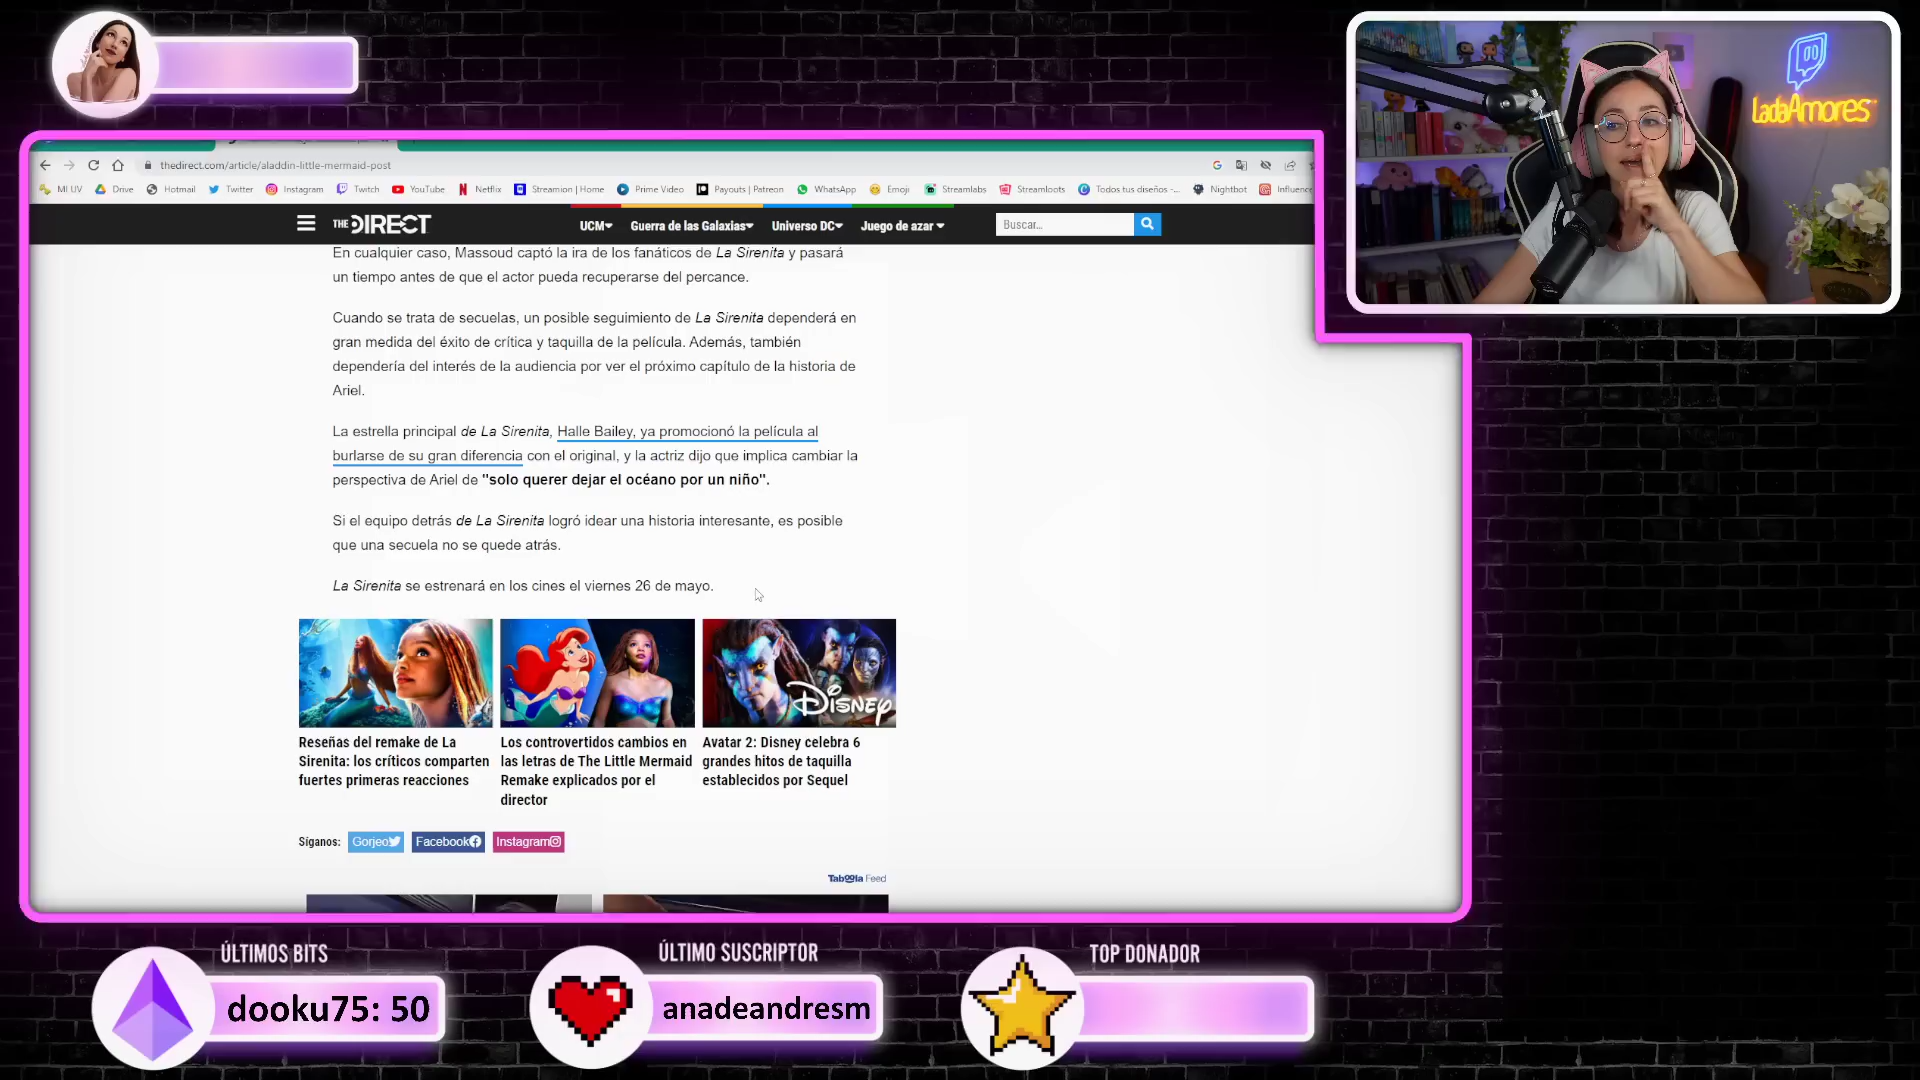 LadaAmores
thedirect.com/article/aladdin-little-mermaid-post
MI UV
Drive
Hotmail
Twitter
Instagram
Twitch
YouTube
Netflix
Streamion | Home
Prime Video
Payouts | Patreon
WhatsApp
Emoji
Streamlabs
Streamloots
Todos tus diseños -...
Nightbot
Influenc
THE DIRECT
UCM
Guerra de las Galaxias
Universo DC
Juego de azar
Buscar...
En cualquier caso, Massoud captó la ira de los fanáticos de La Sirenita y pasará
un tiempo antes de que el actor pueda recuperarse del percance.
Cuando se trata de secuelas, un posible seguimiento de La Sirenita dependerá en
gran medida del éxito de crítica y taquilla de la película. Además, también
dependería del interés de la audiencia por ver el próximo capítulo de la historia de
Ariel.
La estrella principal de La Sirenita, Halle Bailey, ya promocionó la película al
burlarse de su gran diferencia con el original, y la actriz dijo que implica cambiar la
perspectiva de Ariel de "solo querer dejar el océano por un niño".
Si el equipo detrás de La Sirenita logró idear una historia interesante, es posible
que una secuela no se quede atrás.
La Sirenita se estrenará en los cines el viernes 26 de mayo.
Disney
Reseñas del remake de La
Sirenita: los críticos comparten
fuertes primeras reacciones
Los controvertidos cambios en
las letras de The Little Mermaid
Remake explicados por el
director
Avatar 2: Disney celebra 6
grandes hitos de taquilla
establecidos por Sequel
Síganos:
Gorjeo
Facebook
Instagram
Taboola Feed
ÚLTIMOS BITS
dooku75: 50
ÚLTIMO SUSCRIPTOR
anadeandresm
TOP DONADOR